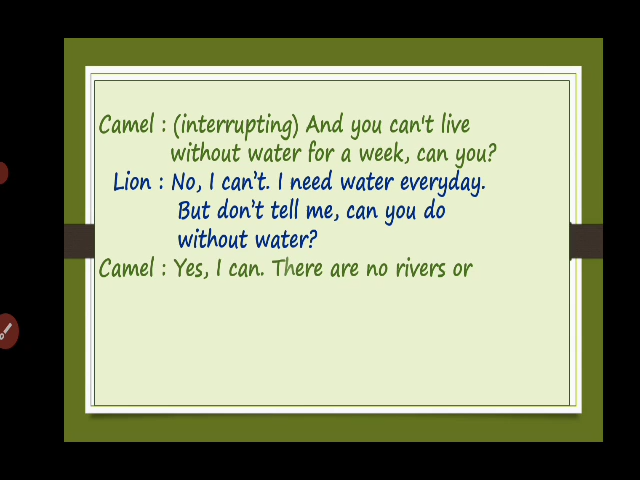 Camel : (interrupting) And you can't live
without water for a week, can you?
Lion : No, I can't. I need water everyday.
But don't tell me, can you do
without water?
Camel : Yes, I can. There are no rivers or